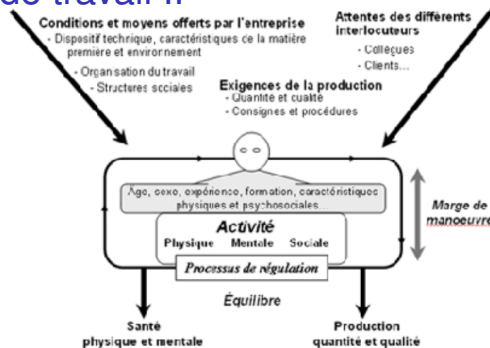 de travail
Conditions et moyens offerts par l'entreprise
- Dispositif technique, caractéristiques de la matière
première et environnement
- Organisation du travail
- Structures sociales
Attentes des différents
interlocuteurs
- Collègues
- Clients...
Exigences de la production
- Quantité et qualité
- Consignes et procédures
Âge, sexe, expérience, formation, caractéristiques
physiques et psychosociales...
Activité
Physique Mentale Sociale
Processus de régulation
Marge de
manoeuvre
Équilibre
Santé
physique et mentale
Production
quantité et qualité